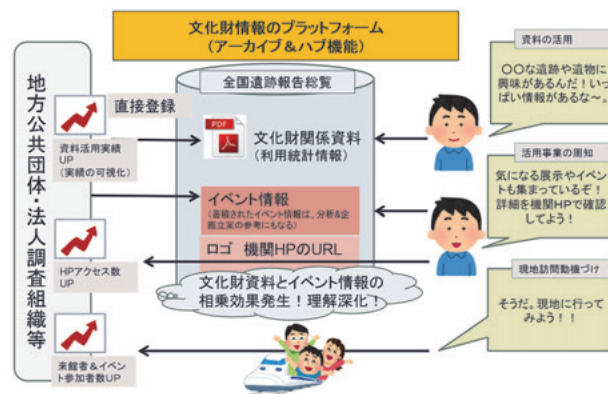 文化財情報のプラットフォーム
（アーカイブ＆ハブ機能）
地方公共団体・法人調査組織等
直接登録
資料活用実績
UP
（実績の可視化）
HPアクセス数
UP
来館者＆イベン
ト参加者数UP
全国遺跡報告総覧
PDF
文化財関係資料
（利用統計情報）
イベント情報
（蓄積されたイベント情報は、分析＆企
画立案の参考にもなる）
ロゴ　機関HPのURL
文化財資料とイベント情報の
相乗効果発生！理解深化！
資料の活用
〇〇な遺跡や遺物に
興味があるんだ！いっ
ぱい情報があるな～。
活用事業の周知
気になる展示やイベン
トも集まっているぞ！
詳細を機関HPで確認
してよう！
現地訪問動機づけ
そうだ。現地に行って
みよう！！